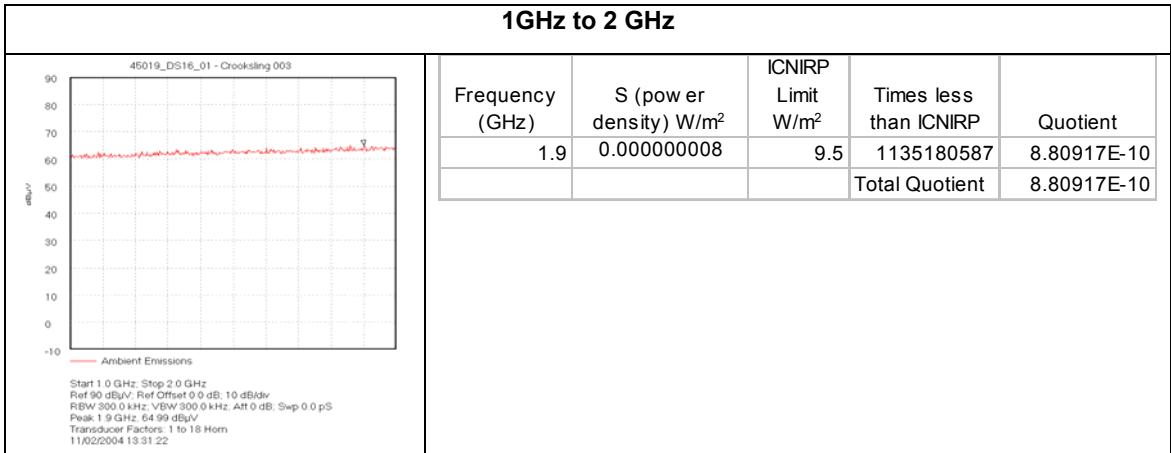 1GHz to 2 GHz
45019_DS16_01 - Crooksling 003
90
80
70
60
50
40
30
20
10
0
-10
dBµV
Ambient Emissions
Start 1.0 GHz; Stop 2.0 GHz
Ref 90 dBµV; Ref Offset 0.0 dB; 10 dB/div
RBW 300.0 kHz; VBW 300.0 kHz; Att 0 dB; Swp 0.0 pS
Peak 1.9 GHz, 64.99 dBµV
Transducer Factors: 1 to 18 Horn
11/02/2004 13:31:22
Frequency (GHz) S (pow er density) W/m² ICNIRP Limit W/m² Times less than ICNIRP Quotient
1.9 0.000000008 9.5 1135180587 8.80917E-10
Total Quotient 8.80917E-10